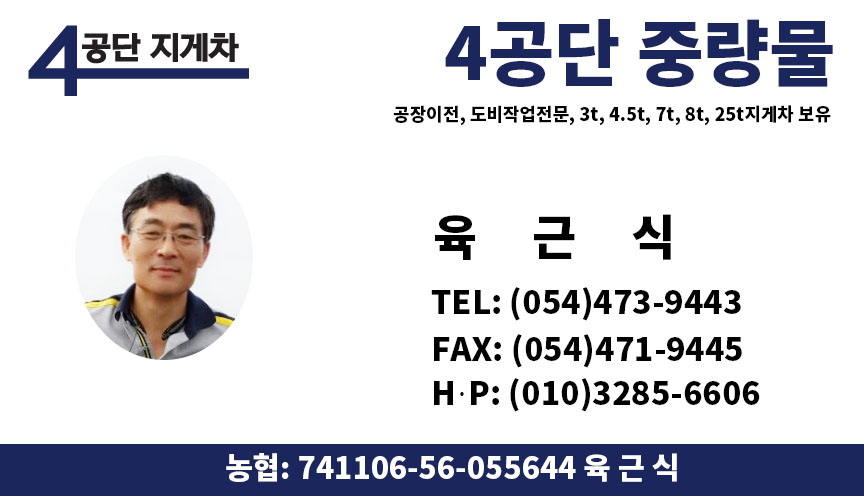 4공단 지게차
4공단 중량물
공장이전, 도비작업전문, 3t, 4.5t, 7t, 8t, 25t지게차 보유
육 근 식
TEL: (054)473-9443
FAX: (054)471-9445
H·P: (010)3285-6606
농협: 741106-56-055644 육 근 식